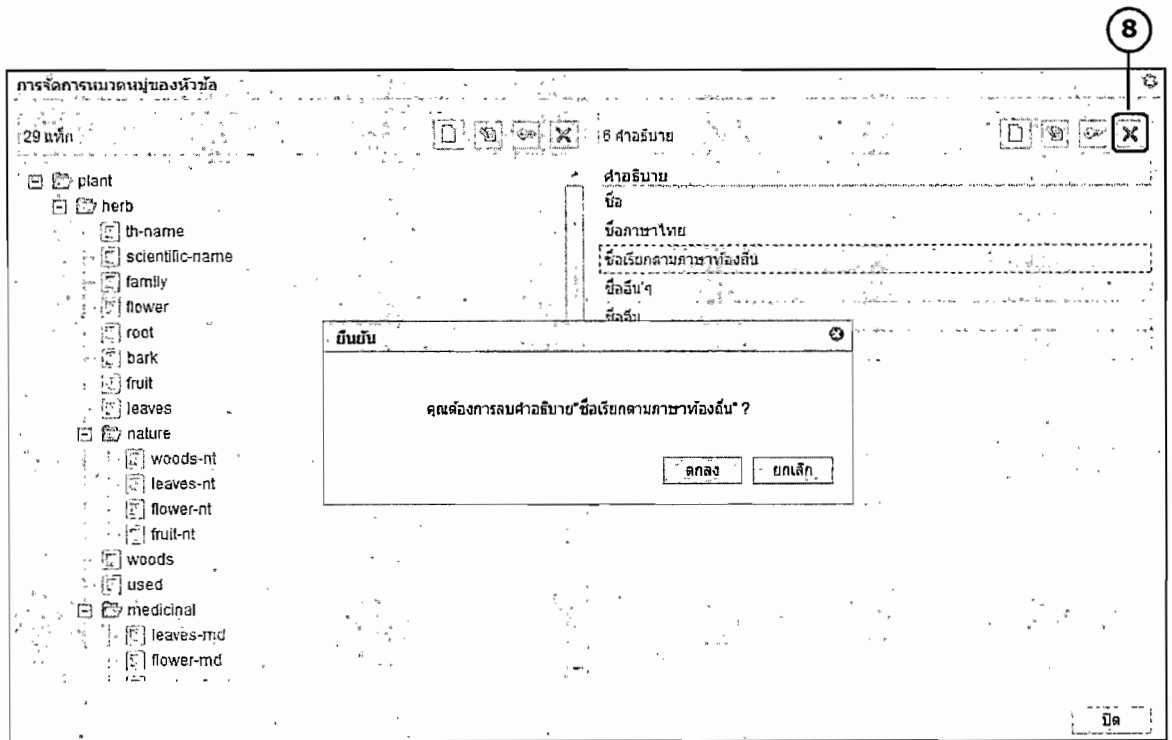 8
การจัดการหมวดหมู่ของหัวข้อ
29 แท็ก
6 คำอธิบาย
plant
herb
th-name
scientific-name
family
flower
root
bark
fruit
leaves
nature
woods-nt
leaves-nt
flower-nt
fruit-nt
woods
used
medicinal
leaves-md
flower-md
คำอธิบาย
ชื่อ
ชื่อภาษาไทย
ชื่อเรียกตามภาษาท้องถิ่น
ชื่ออื่นๆ
ชื่ออื่น
ยืนยัน
คุณต้องการลบคำอธิบาย"ชื่อเรียกตามภาษาท้องถิ่น" ?
ตกลง
ยกเลิก
ปิด